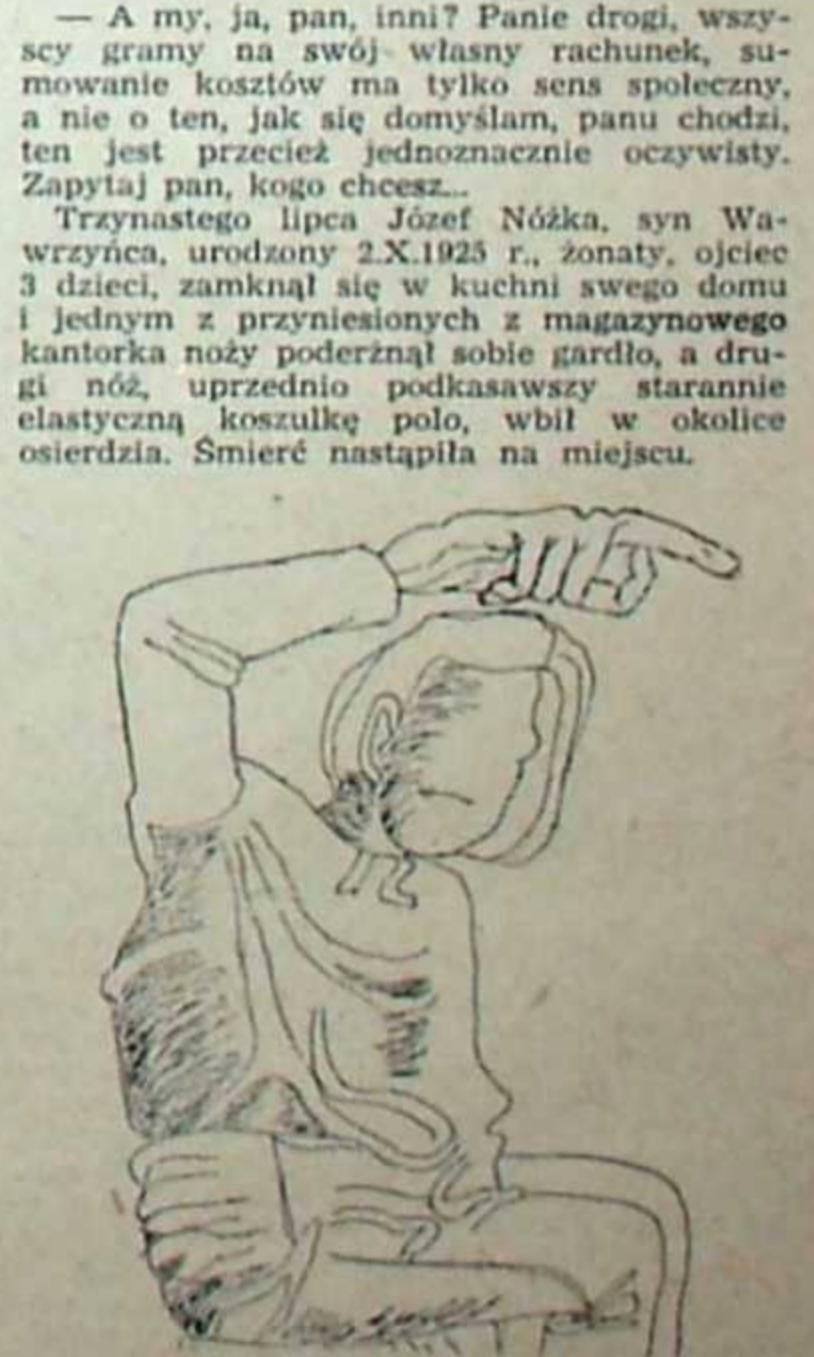 — A my, ja, pan, inni? Panie drogi, wszy-
scy gramy na swój własny rachunek, su-
mowanie kosztów ma tylko sens społeczny,
a nie o ten, jak się domyślam, panu chodzi,
ten jest przecież jednoznacznie oczywisty.
Zapytaj pan, kogo chcesz...
Trzynastego lipca Józef Nóżka, syn Wa-
wrzyńca, urodzony 2.X.1925 r., żonaty, ojciec
3 dzieci, zamknął się w kuchni swego domu
i jednym z przyniesionych z magazynowego
kantorka noży poderżnął sobie gardło, a dru-
gi nóż, uprzednio podkasawszy starannie
elastyczną koszulkę polo, wbił w okolice
osierdzia. Śmierć nastąpiła na miejscu.